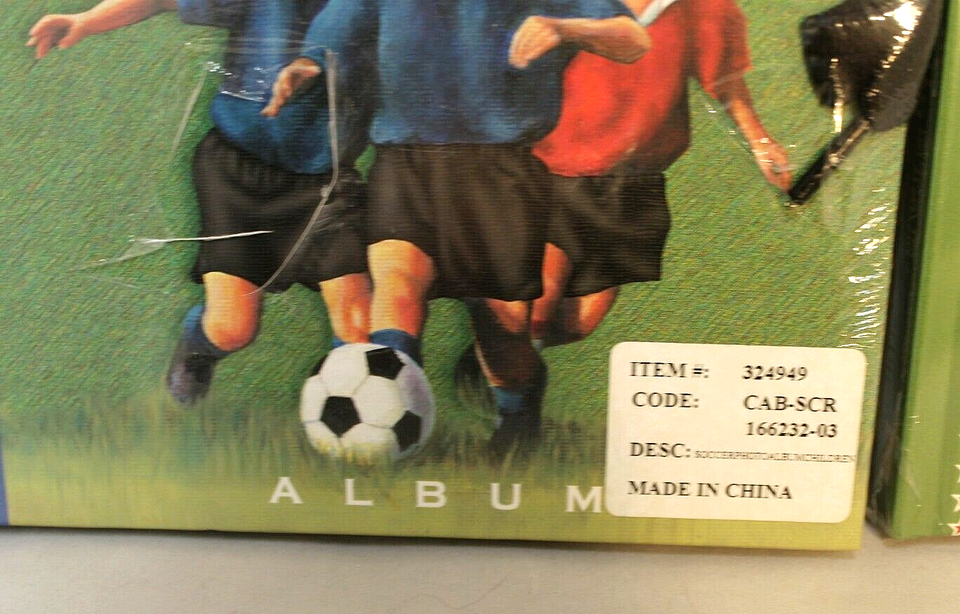 ITEM #: 324949
CODE: CAB-SCR
166232-03
DESC: SOCCERPHOTOALBUMCHILDREN
MADE IN CHINA
ALBUM